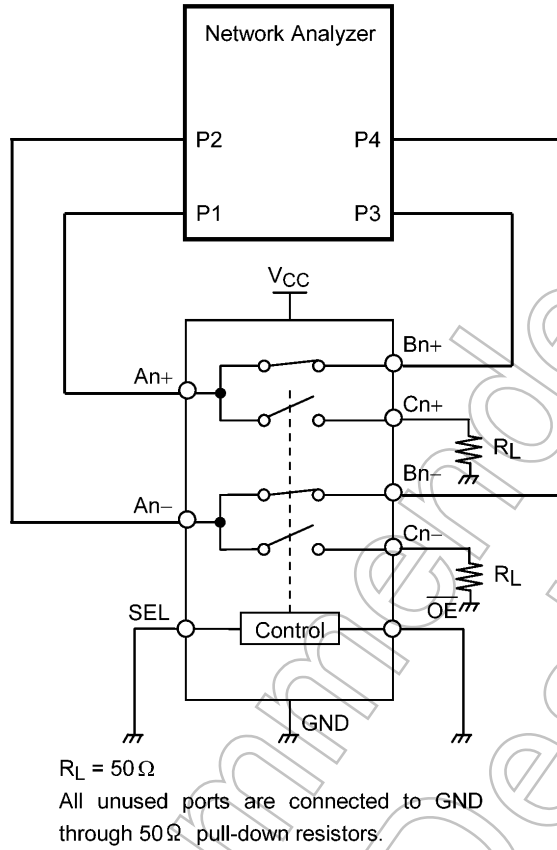 Network Analyzer
P2 P4
P1 P3
VCC
An+ Bn+
Cn+
RL
An− Bn−
Cn−
RL
SEL Control OE
GND
RL = 50 Ω
All unused ports are connected to GND
through 50 Ω pull-down resistors.